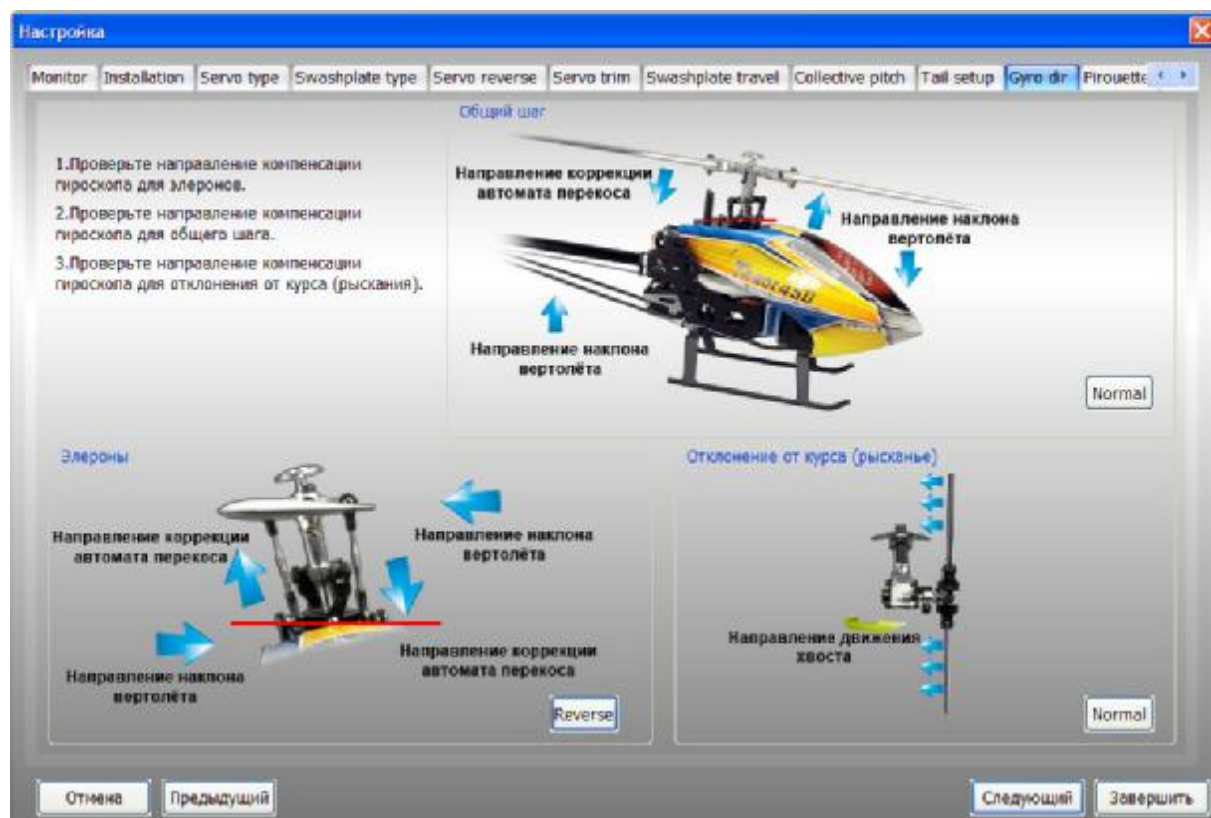 Настройка
Monitor Installation Servo type Swashplate type Servo reverse Servo trim Swashplate travel Collective pitch Tail setup Gyro dir Pirouette
Общий шаг
1.Проверьте направление компенсации
гироскопа для элеронов.
2.Проверьте направление компенсации
гироскопа для общего шага.
3.Проверьте направление компенсации
гироскопа для отклонения от курса (рыскания).
Направление коррекции
автомата перекоса
Направление наклона
вертолёта
Направление наклона
вертолёта
Normal
Элероны
Направление коррекции
автомата перекоса
Направление наклона
вертолёта
Направление наклона
вертолёта
Направление коррекции
автомата перекоса
Reverse
Отклонение от курса (рысканье)
Направление движения
хвоста
Normal
Отмена Предыдущий Следующий Завершить